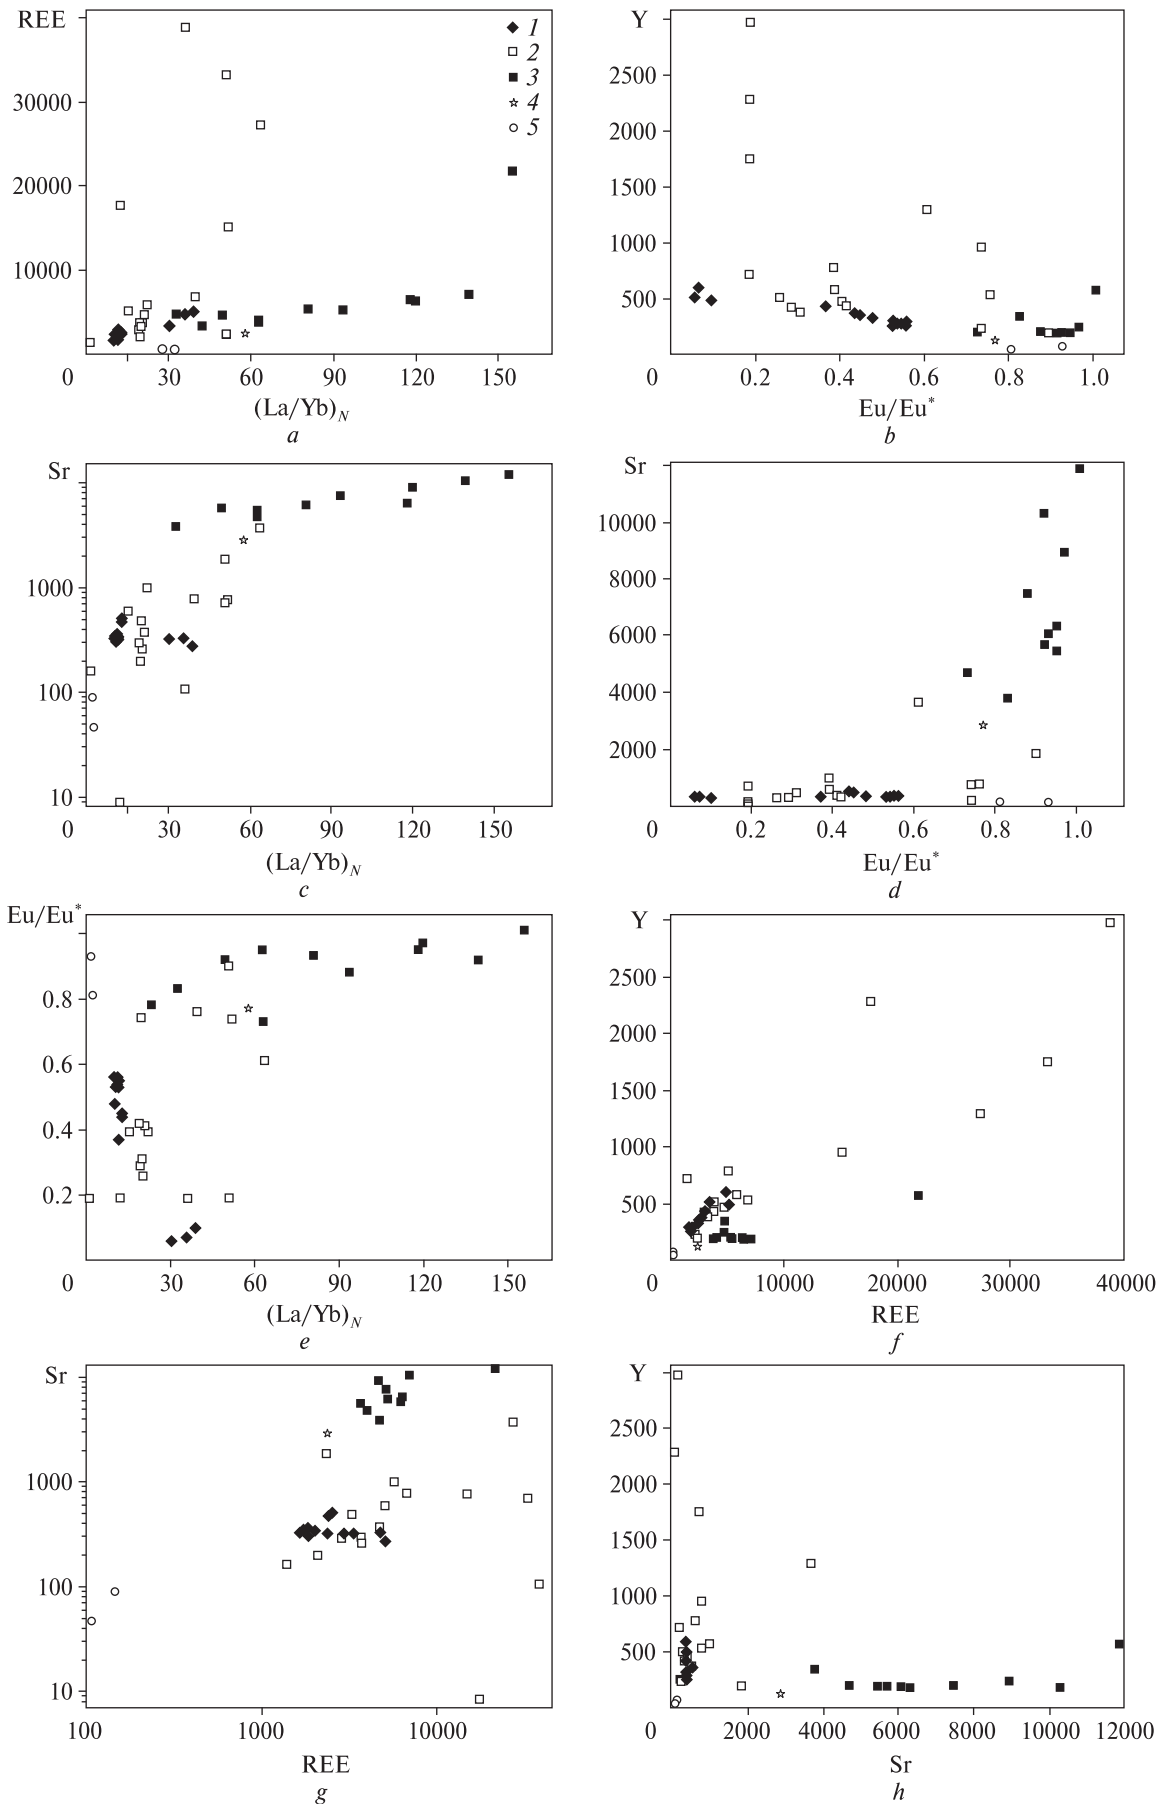 REE
30000
20000
10000
0 30 60 90 120 150
(La/Yb)N
a
1
2
3
4
5
Y
2500
2000
1500
1000
500
0 0.2 0.4 0.6 0.8 1.0
Eu/Eu*
b
Sr
1000
100
10
0 30 60 90 120 150
(La/Yb)N
c
Sr
10000
8000
6000
4000
2000
0 0.2 0.4 0.6 0.8 1.0
Eu/Eu*
d
Eu/Eu*
0.8
0.6
0.4
0.2
0 30 60 90 120 150
(La/Yb)N
e
Y
2500
2000
1500
1000
500
0 10000 20000 30000 40000
REE
f
Sr
1000
100
10
100 1000 10000
REE
g
Y
2500
2000
1500
1000
500
0 2000 4000 6000 8000 10000 12000
Sr
h